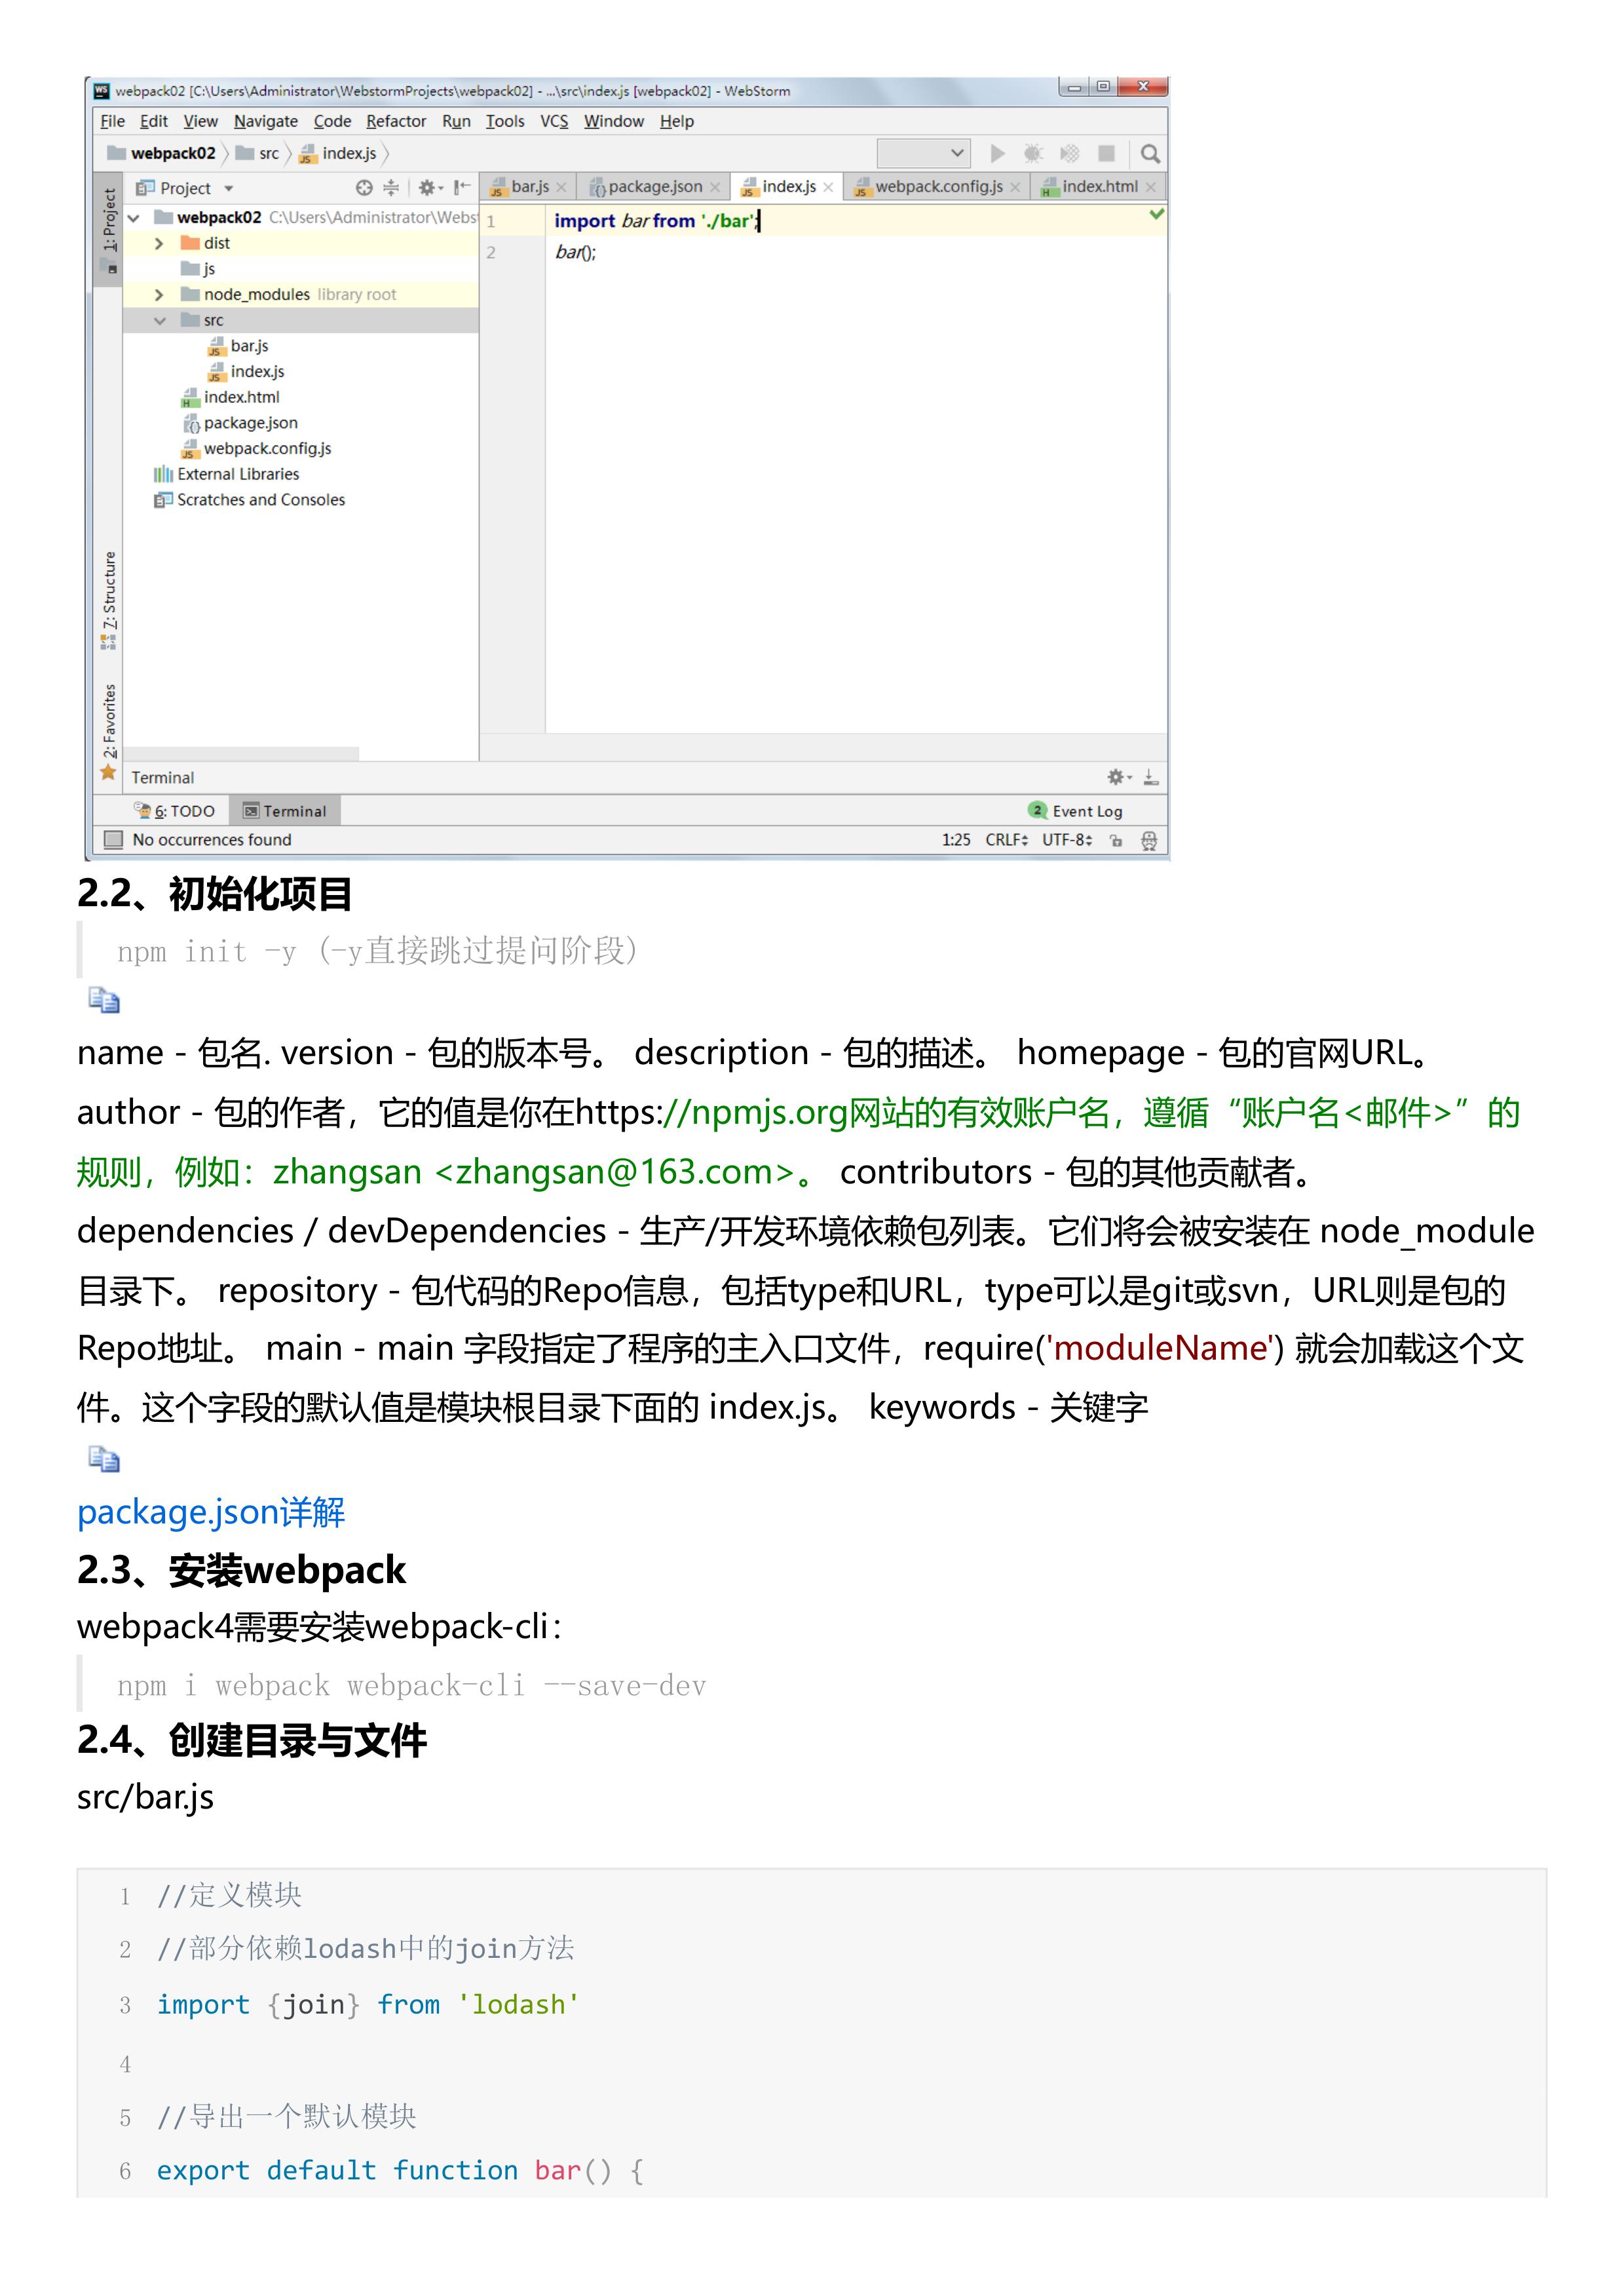 webpack02 [C:\Users\Administrator\WebstormProjects\webpack02] - ...\src\index.js [webpack02] - WebStorm
File Edit View Navigate Code Refactor Run Tools VCS Window Help
webpack02 src index.js
1: Project
Project
bar.js package.json index.js webpack.config.js index.html
webpack02 C:\Users\Administrator\Webs
dist
js
node_modules library root
src
bar.js
index.js
index.html
package.json
webpack.config.js
External Libraries
Scratches and Consoles
1 import bar from './bar';
2 bar();
7: Structure
2: Favorites
Terminal
6: TODO Terminal 2 Event Log
No occurrences found 1:25 CRLF UTF-8
2.2、初始化项目
npm init -y (-y直接跳过提问阶段)
name - 包名. version - 包的版本号。 description - 包的描述。 homepage - 包的官网URL。
author - 包的作者，它的值是你在https://npmjs.org网站的有效账户名，遵循“账户名<邮件>”的
规则，例如：zhangsan <zhangsan@163.com>。 contributors - 包的其他贡献者。
dependencies / devDependencies - 生产/开发环境依赖包列表。它们将会被安装在 node_module
目录下。 repository - 包代码的Repo信息，包括type和URL，type可以是git或svn，URL则是包的
Repo地址。 main - main 字段指定了程序的主入口文件，require('moduleName') 就会加载这个文
件。这个字段的默认值是模块根目录下面的 index.js。 keywords - 关键字
package.json详解
2.3、安装webpack
webpack4需要安装webpack-cli：
npm i webpack webpack-cli --save-dev
2.4、创建目录与文件
src/bar.js
1 //定义模块
2 //部分依赖lodash中的join方法
3 import {join} from 'lodash'
4
5 //导出一个默认模块
6 export default function bar() {